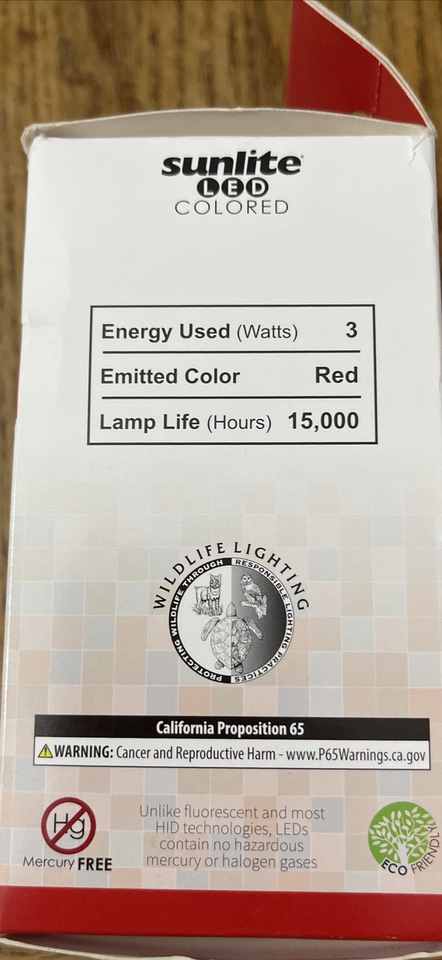 sunlite
LED
COLORED
Energy Used (Watts) 3
Emitted Color Red
Lamp Life (Hours) 15,000
WILDLIFE LIGHTING
PROTECTING WILDLIFE THROUGH RESPONSIBLE LIGHTING PRACTICES
California Proposition 65
WARNING: Cancer and Reproductive Harm - www.P65Warnings.ca.gov
Hg
Mercury FREE
Unlike fluorescent and most
HID technologies, LEDs
contain no hazardous
mercury or halogen gases
ECO FRIENDLY